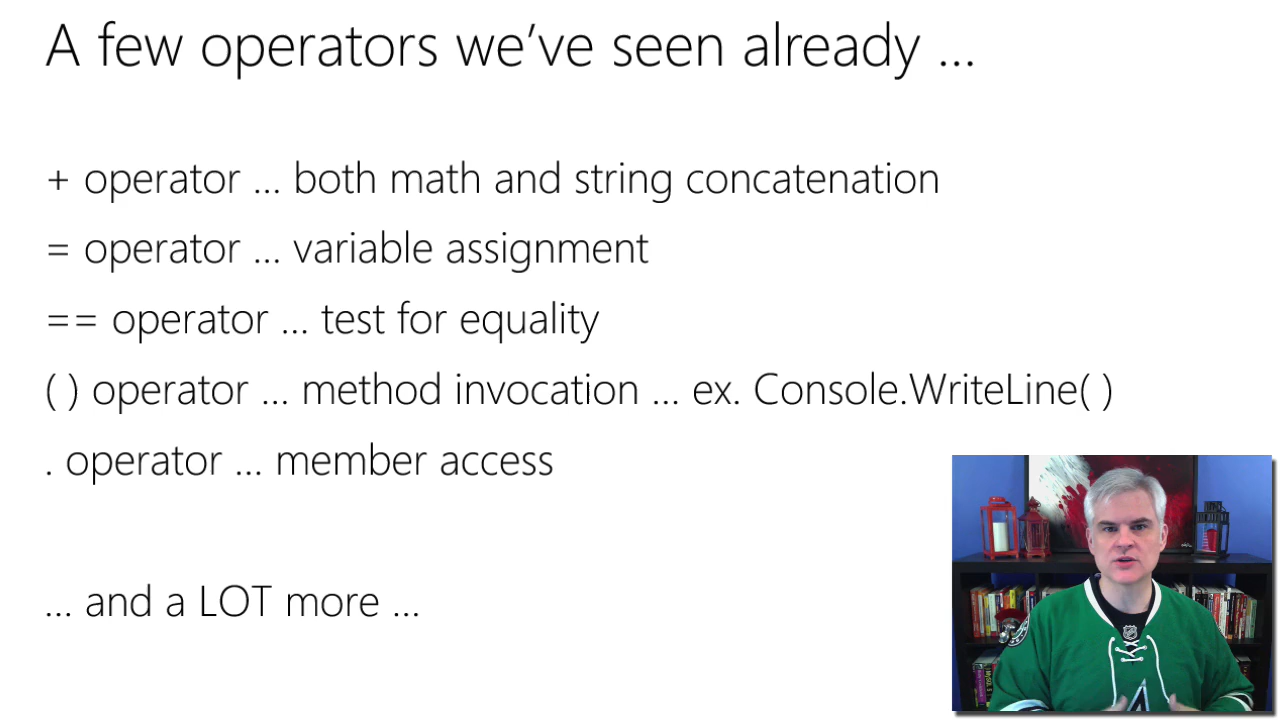 A few operators we've seen already ...
+ operator ... both math and string concatenation
= operator ... variable assignment
== operator ... test for equality
( ) operator ... method invocation ... ex. Console.WriteLine( )
. operator ... member access
... and a LOT more ...